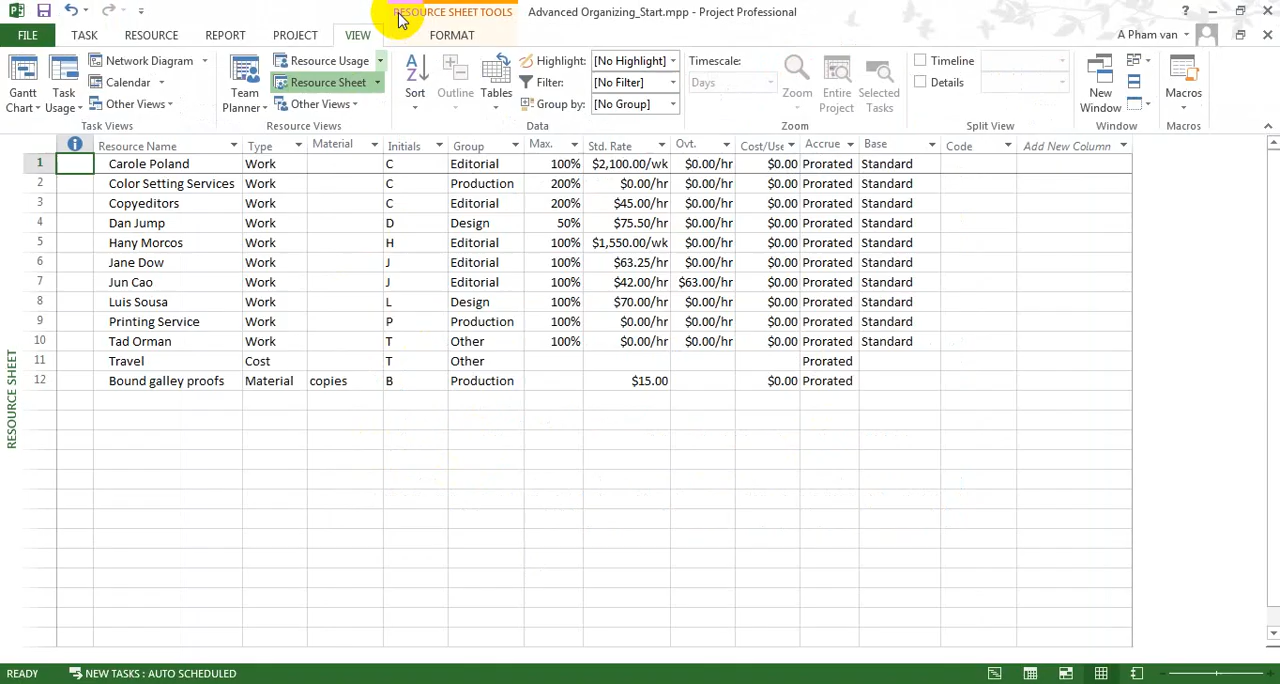 RESOURCE SHEET TOOLS Advanced Organizing_Start.mpp - Project Professional ?
FILE TASK RESOURCE REPORT PROJECT VIEW FORMAT A Pham van
Network Diagram Resource Usage Highlight: [No Highlight] Timescale: Timeline
Calendar Resource Sheet Filter: [No Filter] Days Details
Gantt Chart Task Usage Other Views Team Planner Other Views Sort Outline Tables Group by: [No Group] Zoom Entire Project Selected Tasks New Window Macros
Task Views Resource Views Data Zoom Split View Window Macros
Resource Name Type Material Initials Group Max. Std. Rate Ovt. Cost/Use Accrue Base Code Add New Column
1 Carole Poland Work C Editorial 100% $2,100.00/wk $0.00/hr $0.00 Prorated Standard
2 Color Setting Services Work C Production 200% $0.00/hr $0.00/hr $0.00 Prorated Standard
3 Copyeditors Work C Editorial 200% $45.00/hr $0.00/hr $0.00 Prorated Standard
4 Dan Jump Work D Design 50% $75.50/hr $0.00/hr $0.00 Prorated Standard
5 Hany Morcos Work H Editorial 100% $1,550.00/wk $0.00/hr $0.00 Prorated Standard
6 Jane Dow Work J Editorial 100% $63.25/hr $0.00/hr $0.00 Prorated Standard
7 Jun Cao Work J Editorial 100% $42.00/hr $63.00/hr $0.00 Prorated Standard
8 Luis Sousa Work L Design 100% $70.00/hr $0.00/hr $0.00 Prorated Standard
9 Printing Service Work P Production 100% $0.00/hr $0.00/hr $0.00 Prorated Standard
10 Tad Orman Work T Other 100% $0.00/hr $0.00/hr $0.00 Prorated Standard
11 Travel Cost T Other Prorated
12 Bound galley proofs Material copies B Production $15.00 $0.00 Prorated
RESOURCE SHEET
READY NEW TASKS : AUTO SCHEDULED